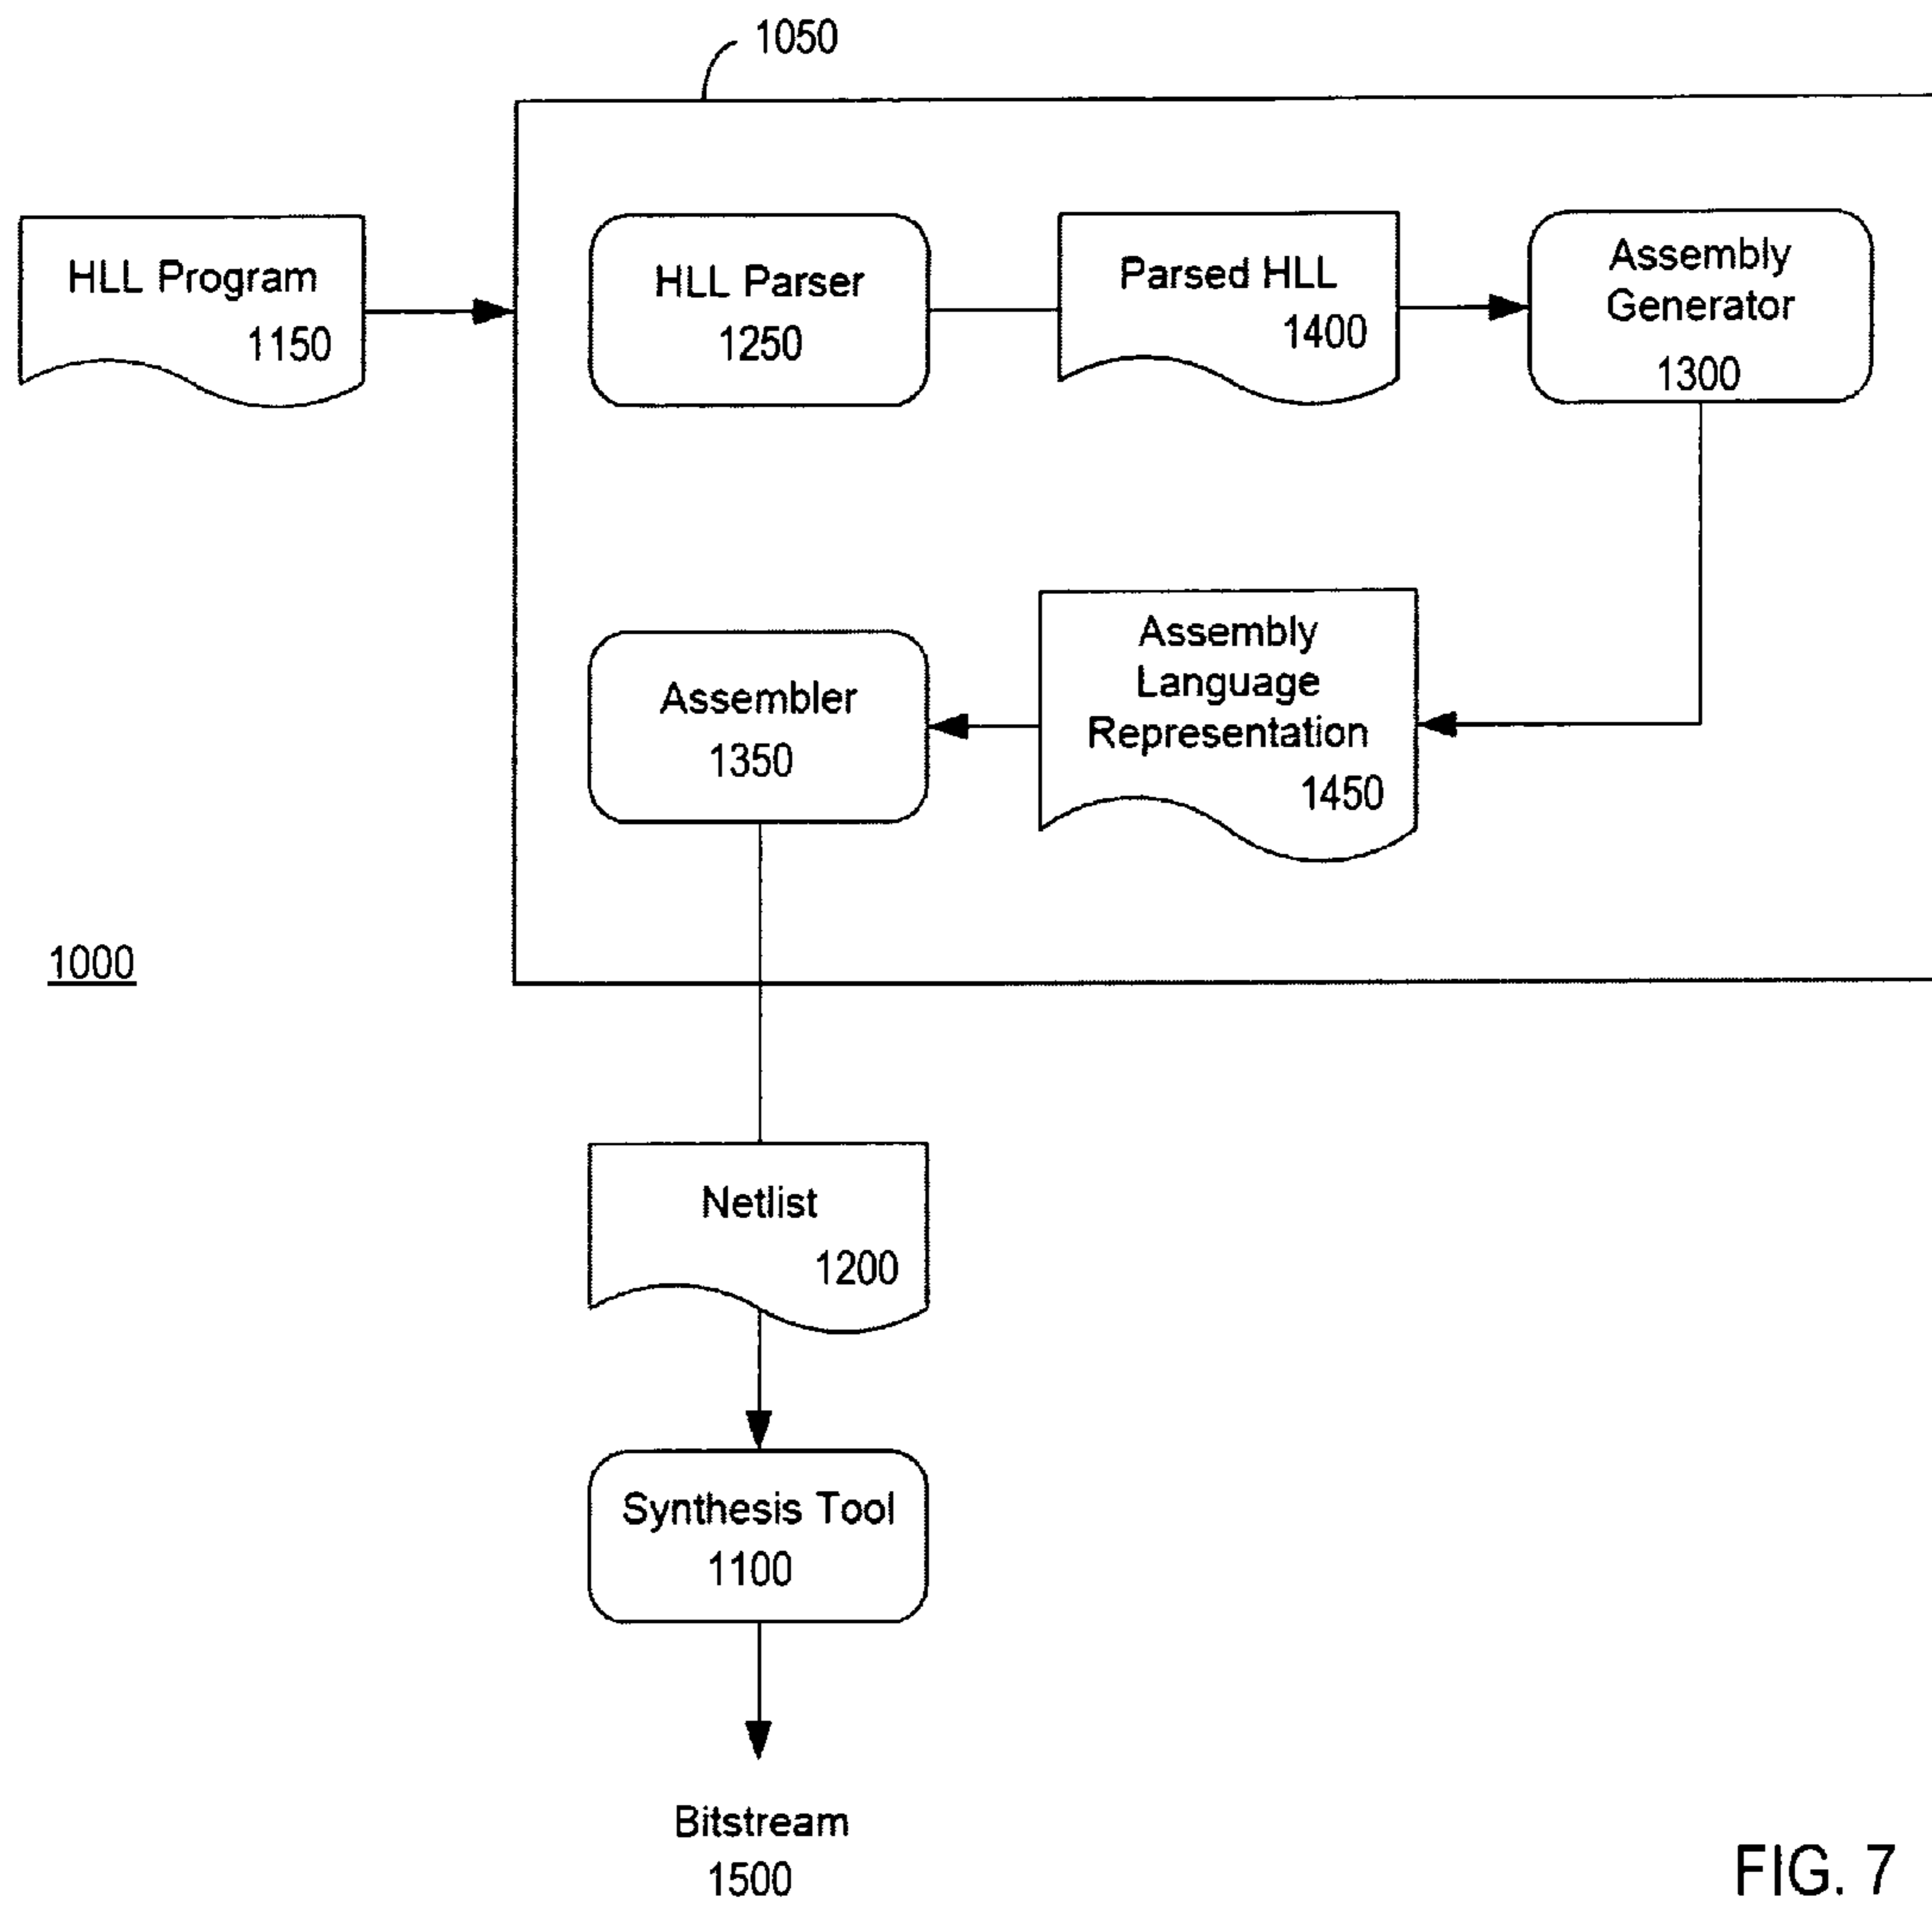 1050
HLL Program
1150
HLL Parser
1250
Parsed HLL
1400
Assembly
Generator
1300
Assembler
1350
Assembly
Language
Representation
1450
1000
Netlist
1200
Synthesis Tool
1100
Bitstream
1500
FIG. 7